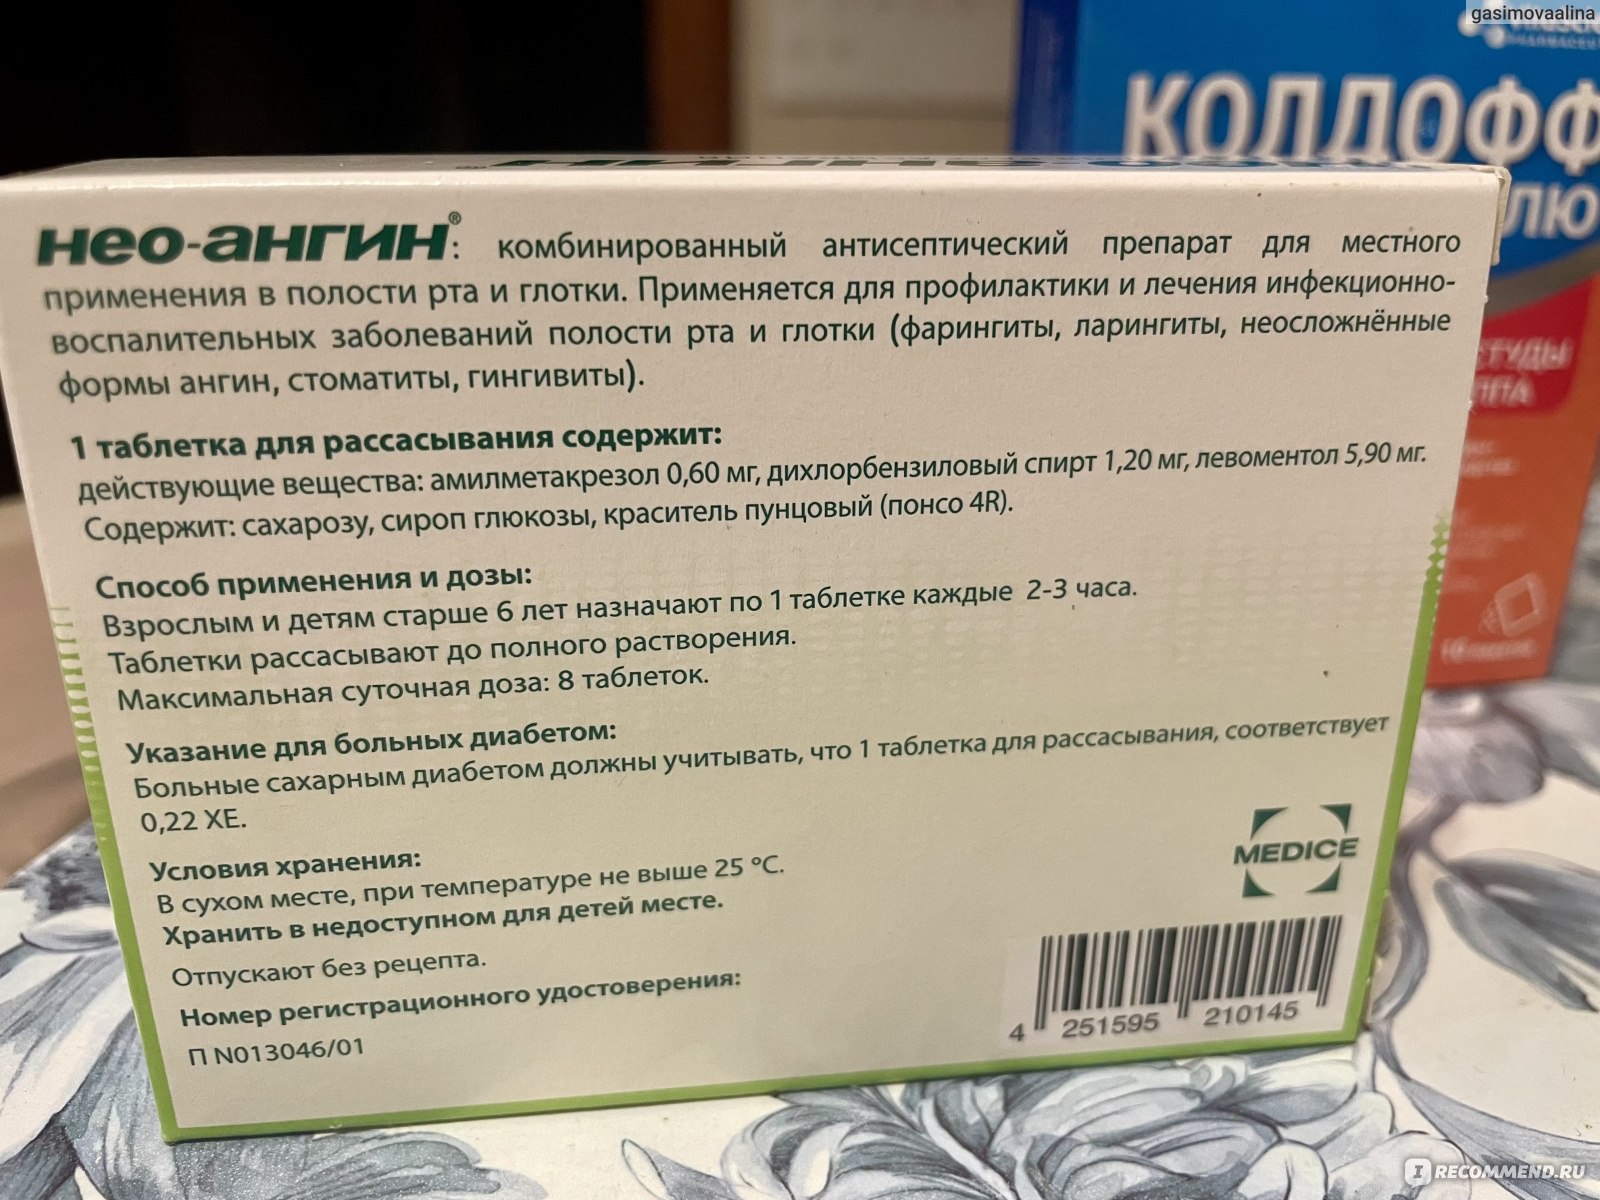 gasimovaalina
КОЛДОФФ
нео-ангин®: комбинированный антисептический препарат для местного
применения в полости рта и глотки. Применяется для профилактики и лечения инфекционно-
воспалительных заболеваний полости рта и глотки (фарингиты, ларингиты, неосложнённые
формы ангин, стоматиты, гингивиты).
1 таблетка для рассасывания содержит:
действующие вещества: амилметакрезол 0,60 мг, дихлорбензиловый спирт 1,20 мг, левоментол 5,90 мг.
Содержит: сахарозу, сироп глюкозы, краситель пунцовый (понсо 4R).
Способ применения и дозы:
Взрослым и детям старше 6 лет назначают по 1 таблетке каждые 2-3 часа.
Таблетки рассасывают до полного растворения.
Максимальная суточная доза: 8 таблеток.
Указание для больных диабетом:
Больные сахарным диабетом должны учитывать, что 1 таблетка для рассасывания, соответствует
0,22 ХЕ.
Условия хранения:
В сухом месте, при температуре не выше 25 °С.
Хранить в недоступном для детей месте.
Отпускают без рецепта.
Номер регистрационного удостоверения:
П N013046/01
MEDICE
4 251595 210145
IRECOMMEND.RU